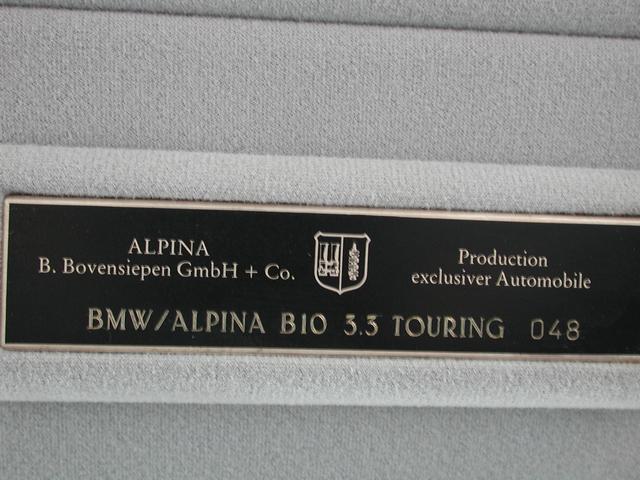 ALPINA
B. Bovensiepen GmbH + Co.
Production
exclusiver Automobile
BMW/ALPINA B10 3.3 TOURING 048